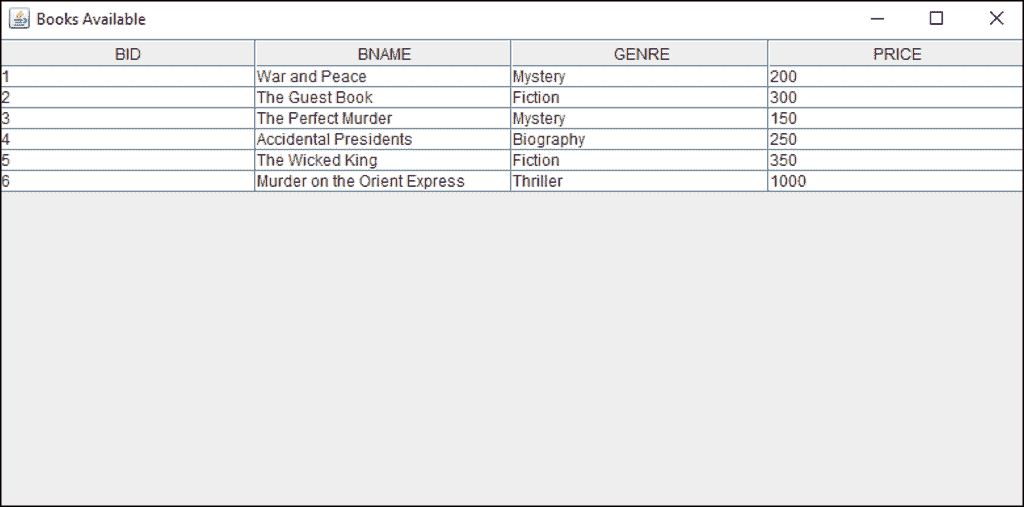 Books Available
BID BNAME GENRE PRICE
1 War and Peace Mystery 200
2 The Guest Book Fiction 300
3 The Perfect Murder Mystery 150
4 Accidental Presidents Biography 250
5 The Wicked King Fiction 350
6 Murder on the Orient Express Thriller 1000